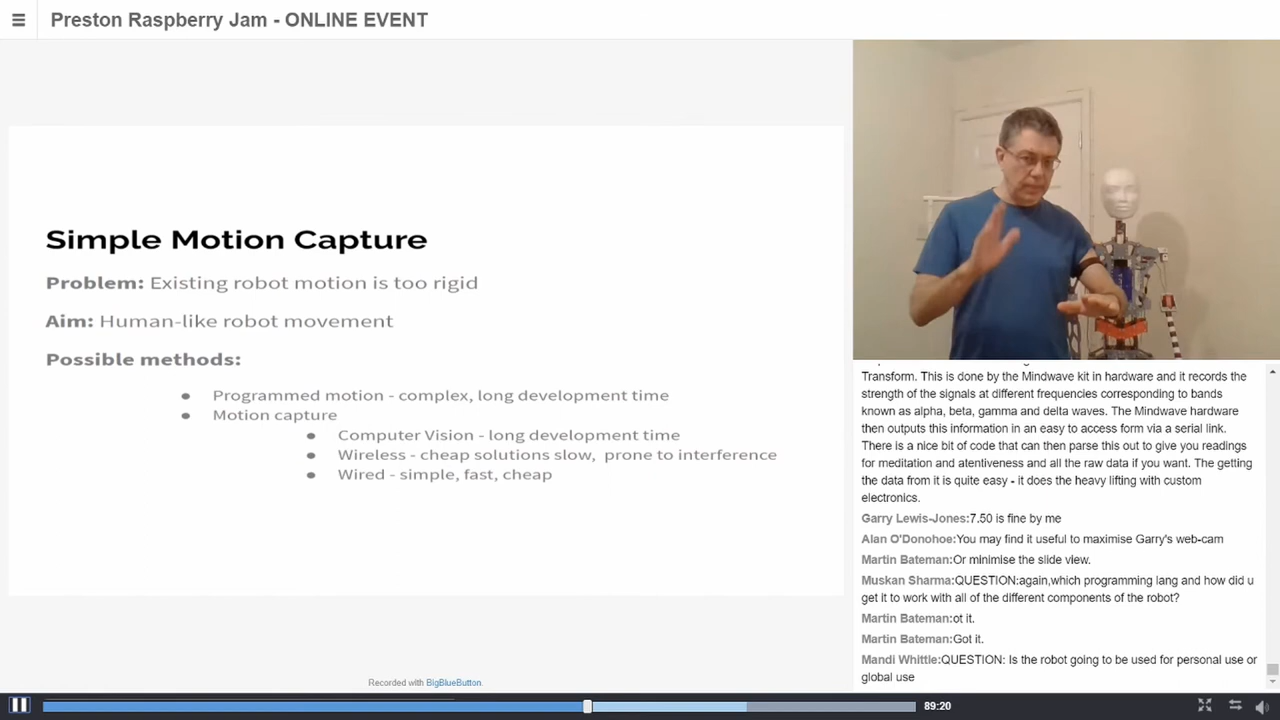 Preston Raspberry Jam - ONLINE EVENT
Simple Motion Capture
Problem: Existing robot motion is too rigid
Aim: Human-like robot movement
Possible methods:
● Programmed motion - complex, long development time
● Motion capture
● Computer Vision - long development time
● Wireless - cheap solutions slow, prone to interference
● Wired - simple, fast, cheap
Transform. This is done by the Mindwave kit in hardware and it records the
strength of the signals at different frequencies corresponding to bands
known as alpha, beta, gamma and delta waves. The Mindwave hardware
then outputs this information in an easy to access form via a serial link.
There is a nice bit of code that can then parse this out to give you readings
for meditation and atentiveness and all the raw data if you want. The getting
the data from it is quite easy - it does the heavy lifting with custom
electronics.
Garry Lewis-Jones:7.50 is fine by me
Alan O'Donohoe:You may find it useful to maximise Garry's web-cam
Martin Bateman:Or minimise the slide view.
Muskan Sharma:QUESTION:again,which programming lang and how did u
get it to work with all of the different components of the robot?
Martin Bateman:ot it.
Martin Bateman:Got it.
Mandi Whittle:QUESTION: Is the robot going to be used for personal use or
global use
Recorded with BigBlueButton.
89:20